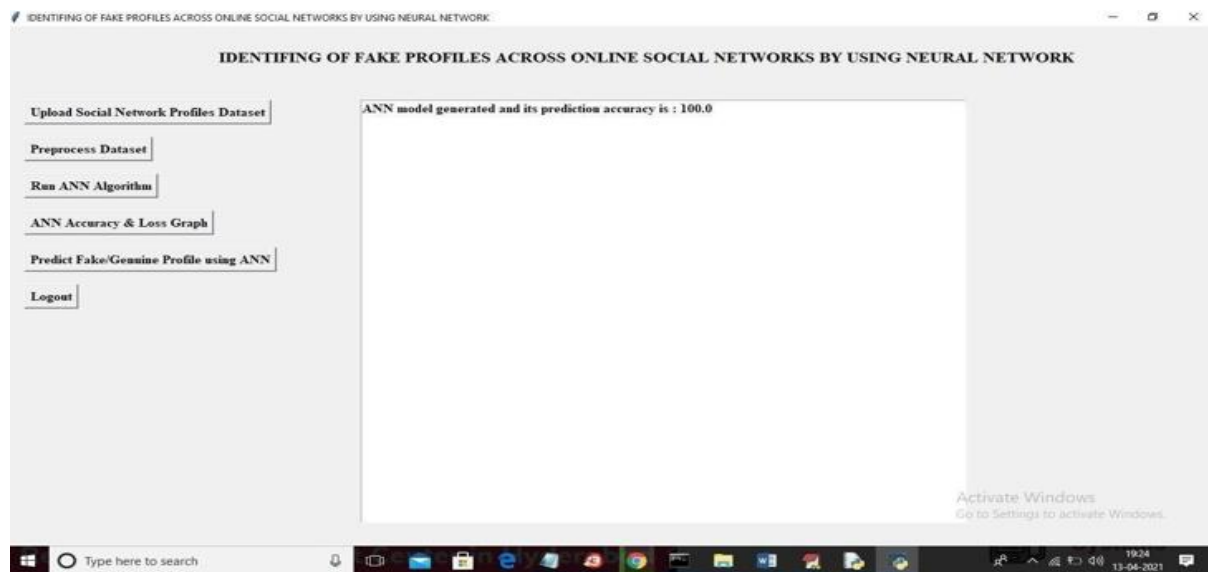 IDENTIFING OF FAKE PROFILES ACROSS ONLINE SOCIAL NETWORKS BY USING NEURAL NETWORK
IDENTIFING OF FAKE PROFILES ACROSS ONLINE SOCIAL NETWORKS BY USING NEURAL NETWORK
Upload Social Network Profiles Dataset
ANN model generated and its prediction accuracy is : 100.0
Preprocess Dataset
Run ANN Algorithm
ANN Accuracy & Loss Graph
Predict Fake/Genuine Profile using ANN
Logout
Activate Windows
Go to Settings to activate Windows.
Type here to search
19:24
13-04-2021